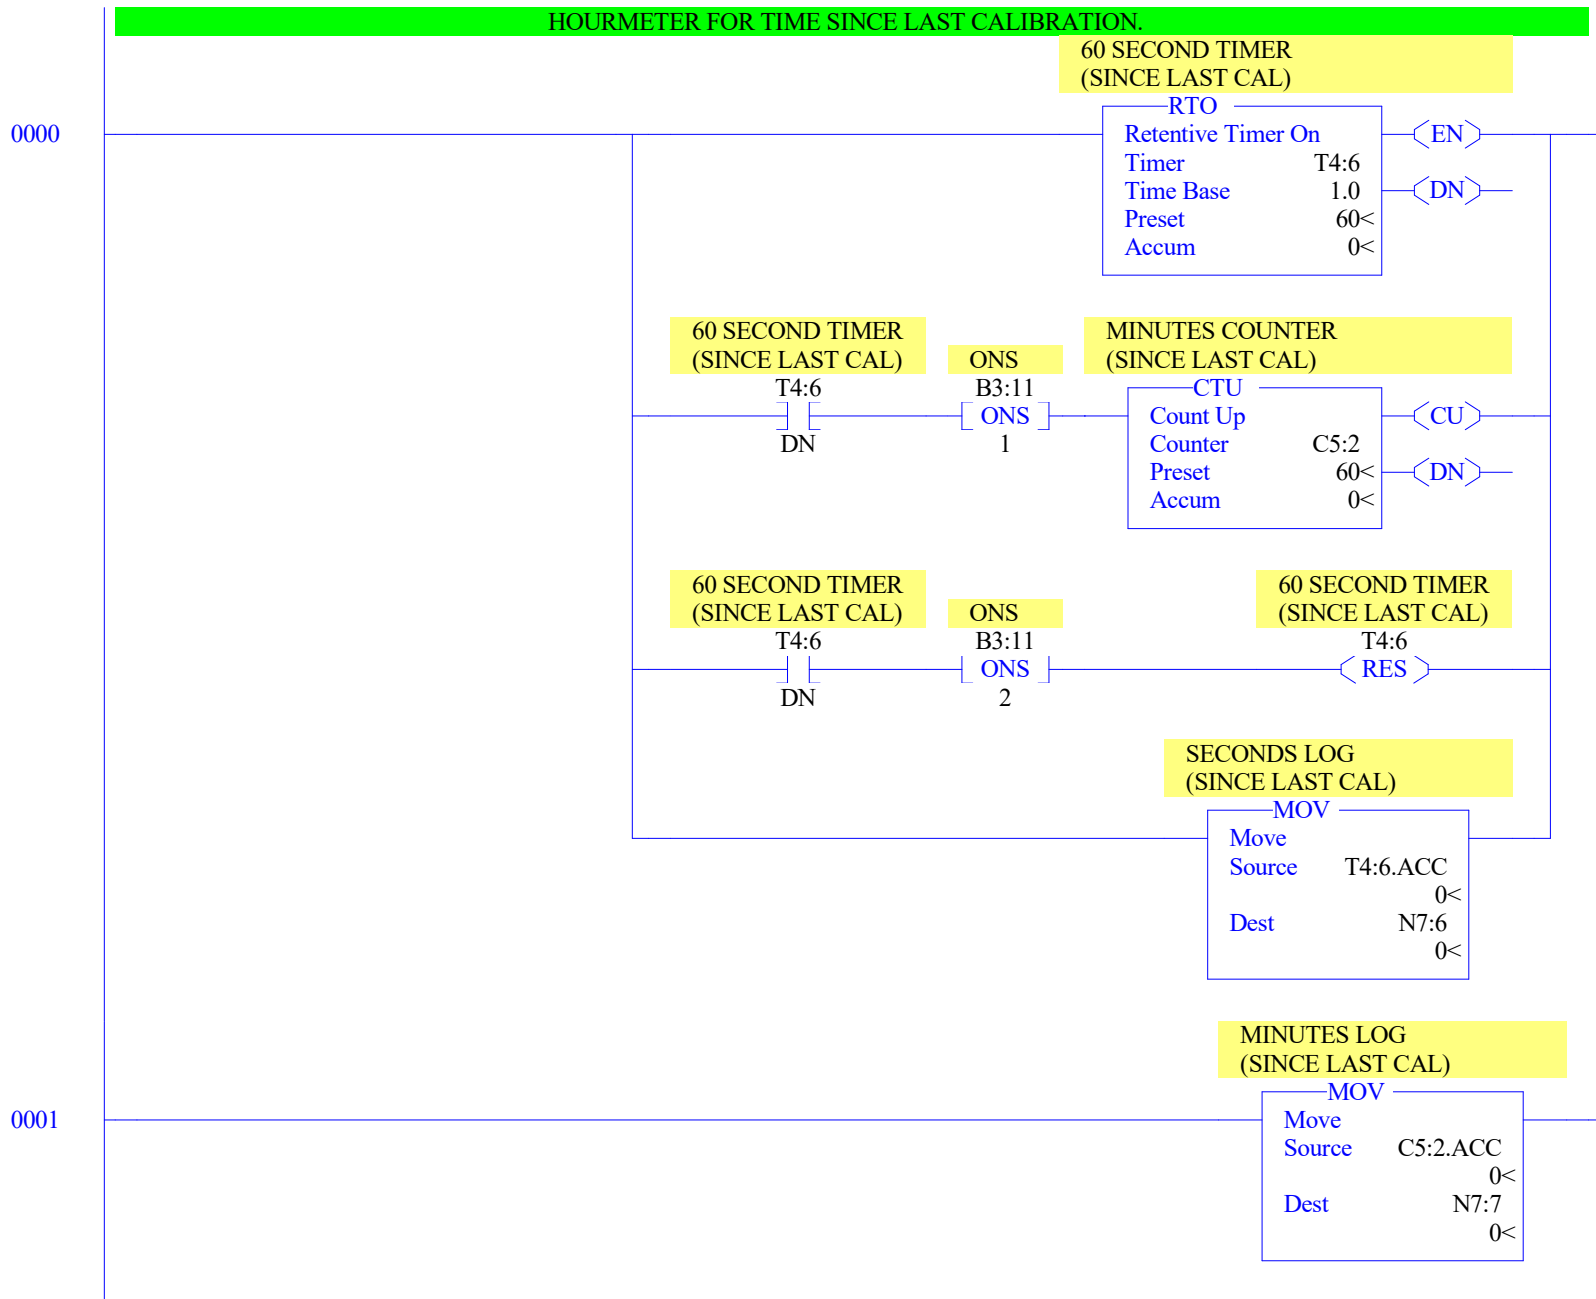 HOURMETER FOR TIME SINCE LAST CALIBRATION.
60 SECOND TIMER
(SINCE LAST CAL)
RTO
0000
Retentive Timer On
EN
Timer T4:6
Time Base 1.0
DN
Preset 60<
Accum 0<
60 SECOND TIMER
(SINCE LAST CAL)
ONS
MINUTES COUNTER
(SINCE LAST CAL)
T4:6
B3:11
CTU
ONS
Count Up
CU
DN
1
Counter C5:2
Preset 60<
DN
Accum 0<
60 SECOND TIMER
(SINCE LAST CAL)
ONS
60 SECOND TIMER
(SINCE LAST CAL)
T4:6
B3:11
T4:6
ONS
RES
DN
2
SECONDS LOG
(SINCE LAST CAL)
MOV
Move
Source T4:6.ACC
0<
Dest N7:6
0<
MINUTES LOG
(SINCE LAST CAL)
MOV
0001
Move
Source C5:2.ACC
0<
Dest N7:7
0<